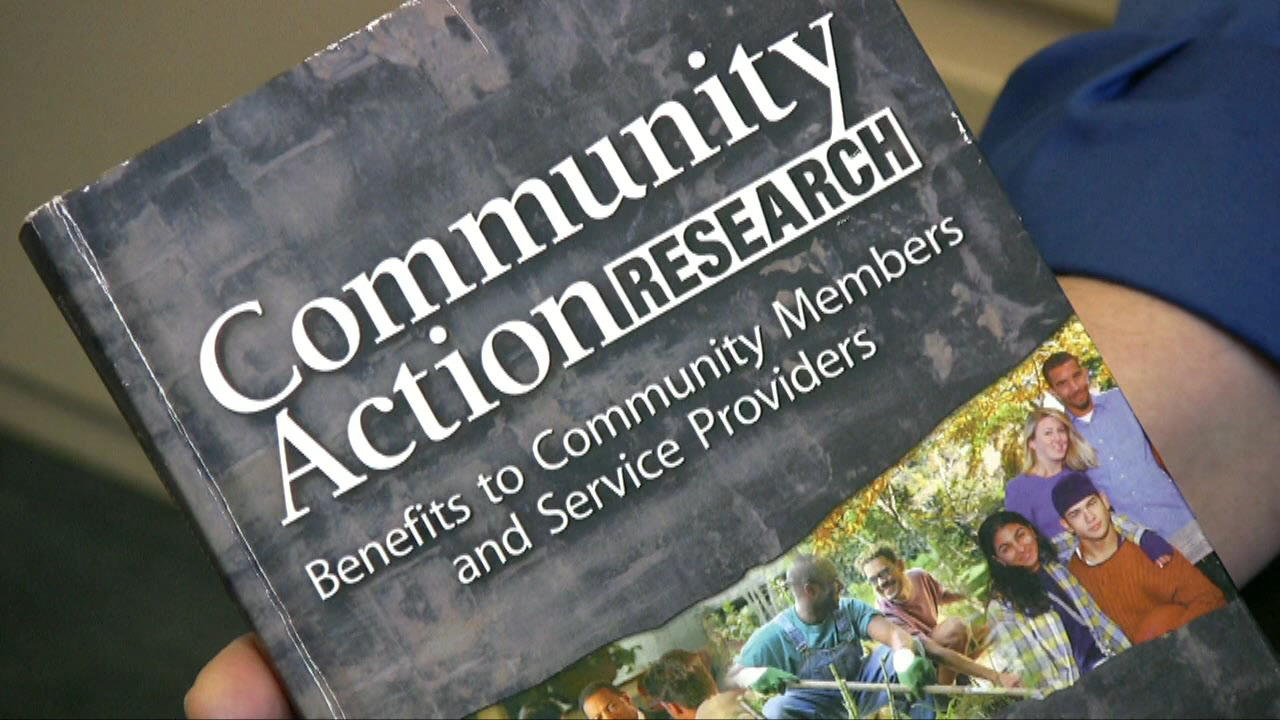 Community
Action RESEARCH
Benefits to Community Members
and Service Providers